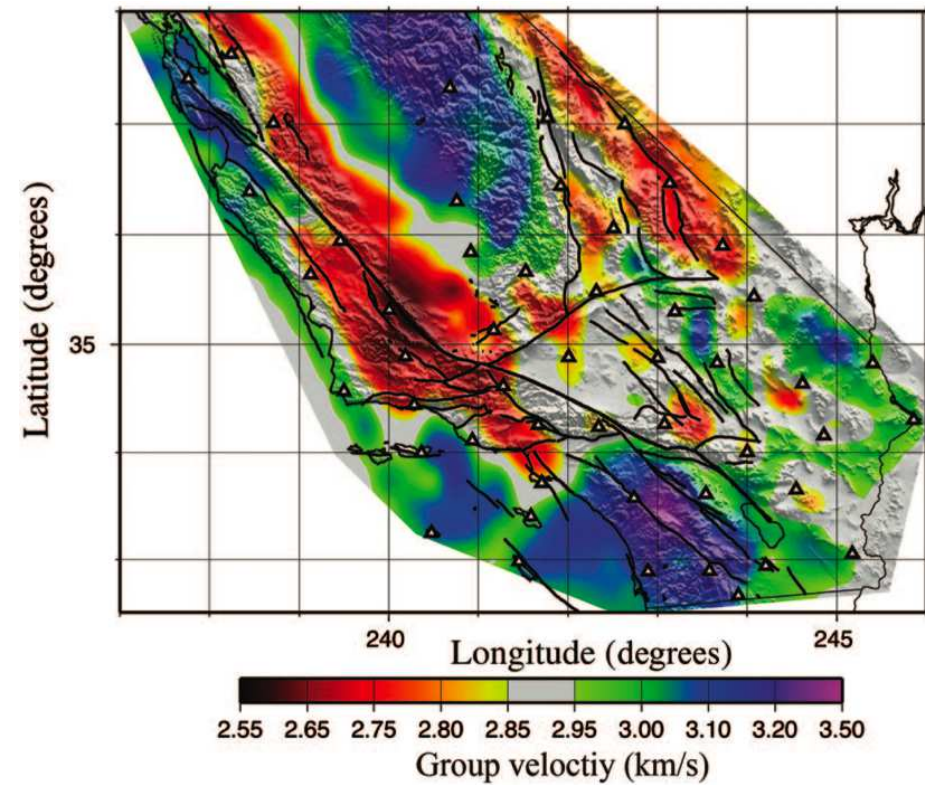 Latitude (degrees)
35
240
245
Longitude (degrees)
2.55 2.65 2.75 2.80 2.85 2.95 3.00 3.10 3.20 3.50
Group veloctiy (km/s)